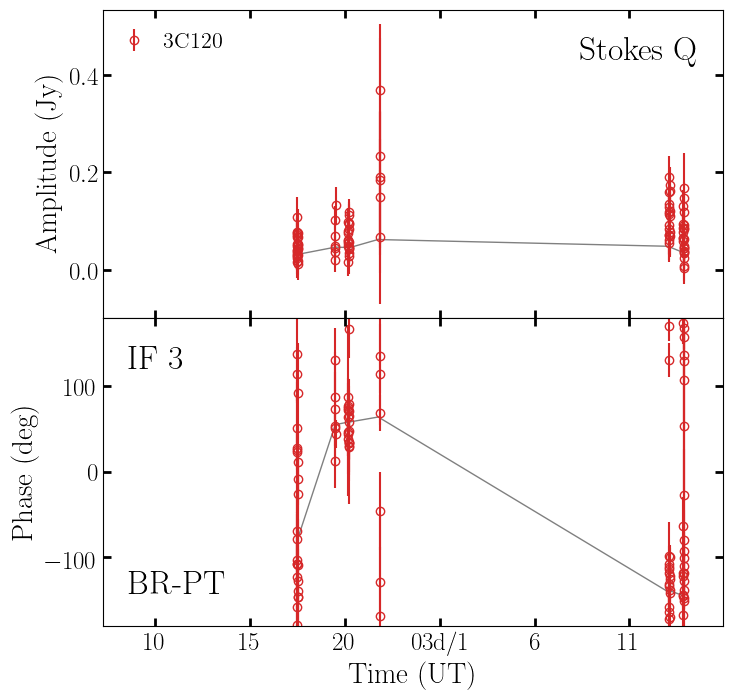 3C120
Stokes Q
0.4
0.2
0.0
Amplitude (Jy)
IF 3
100
0
−100
Phase (deg)
BR-PT
10 15 20 03d/1 6 11
Time (UT)